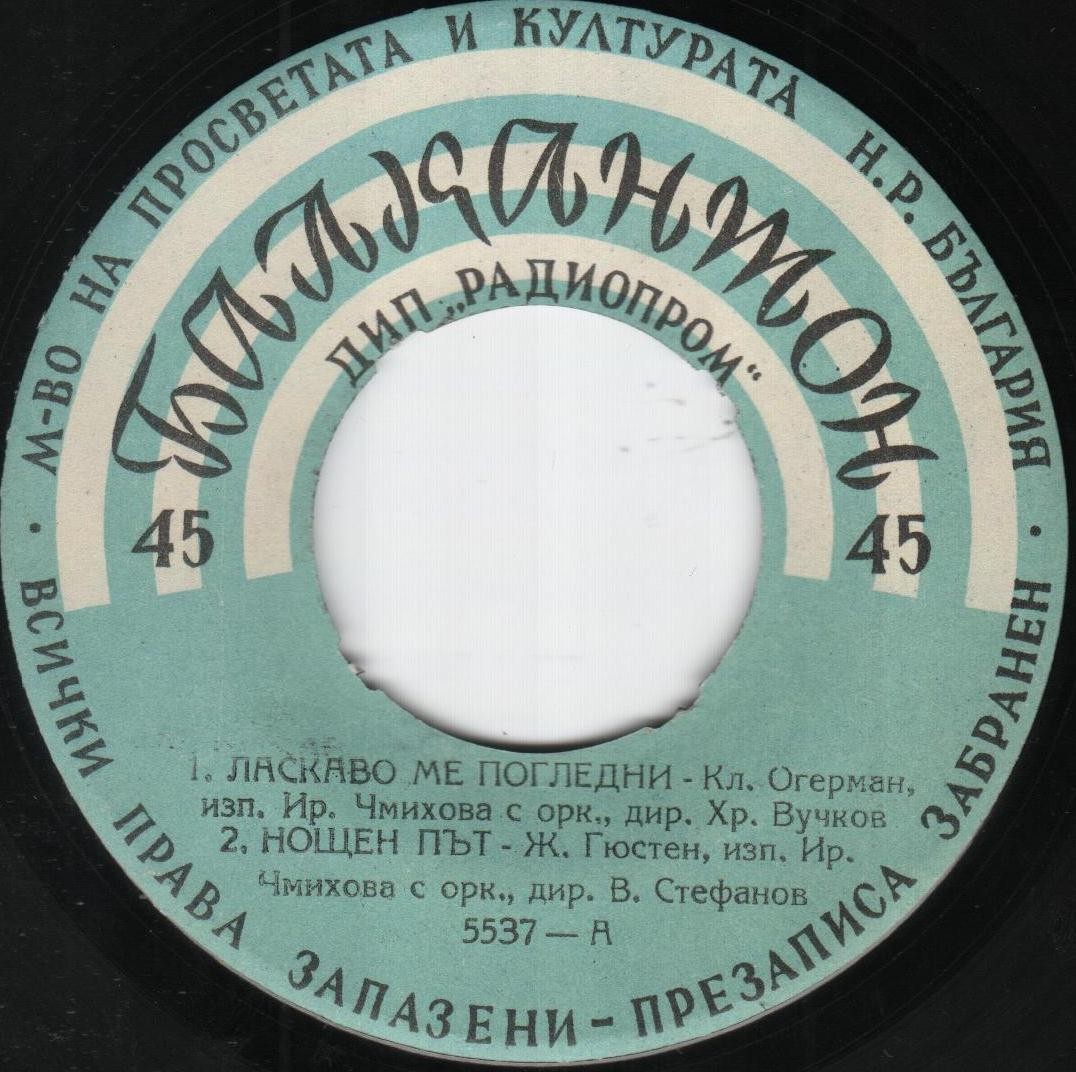 М-ВО НА ПРОСВЕТАТА И КУЛТУРАТА Н.Р. БЪЛГАРИЯ
БАЛКАНТОН
ДИП „РАДИОПРОМ“
45 45
1. ЛАСКАВО МЕ ПОГЛЕДНИ - Кл. Огерман,
изп. Ир. Чмихова с орк., дир. Хр. Вучков
2. НОЩЕН ПЪТ - Ж. Гюстен, изп. Ир.
Чмихова с орк., дир. В. Стефанов
5537 — А
· ВСИЧКИ ПРАВА ЗАПАЗЕНИ - ПРЕЗАПИСА ЗАБРАНЕН ·